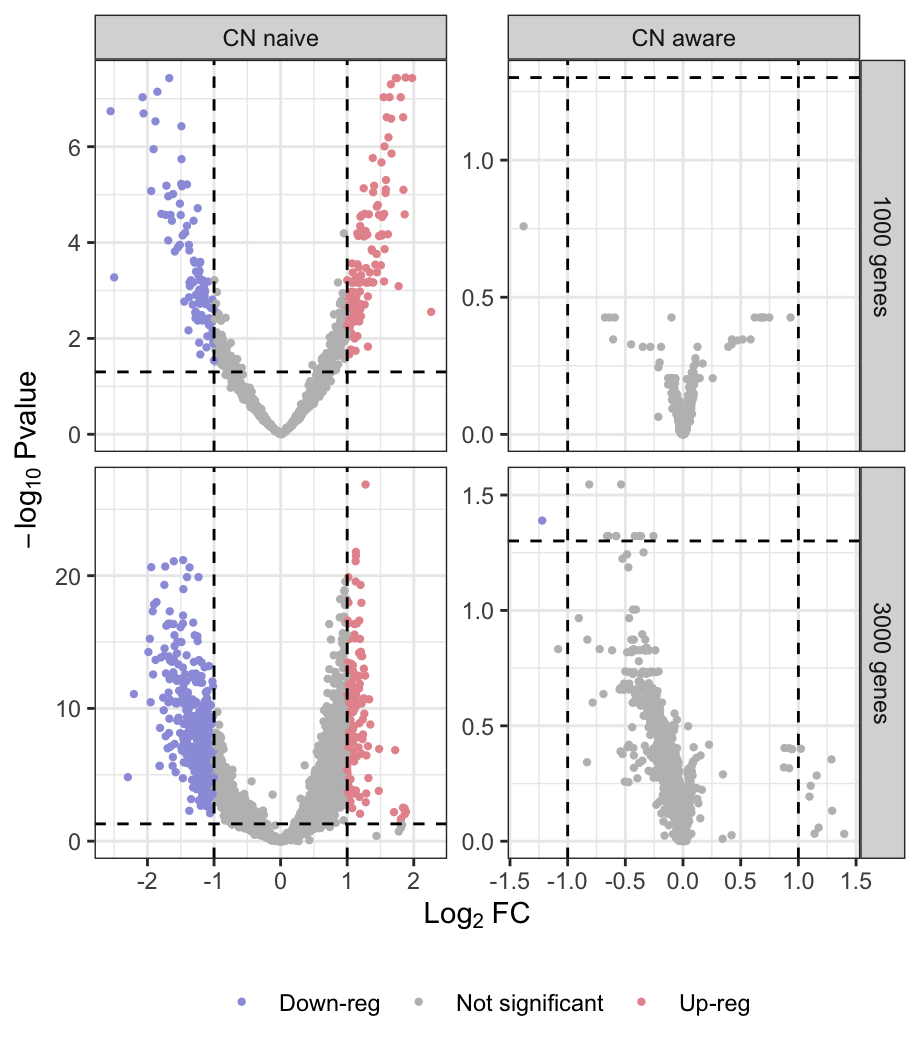 CN naive
CN aware
6
4
2
0
1.0
0.5
0.0
1000 genes
−log10 Pvalue
20
10
0
1.5
1.0
0.5
0.0
3000 genes
-2 -1 0 1 2
-1.5 -1.0 -0.5 0.0 0.5 1.0 1.5
Log2 FC
Down-reg Not significant Up-reg